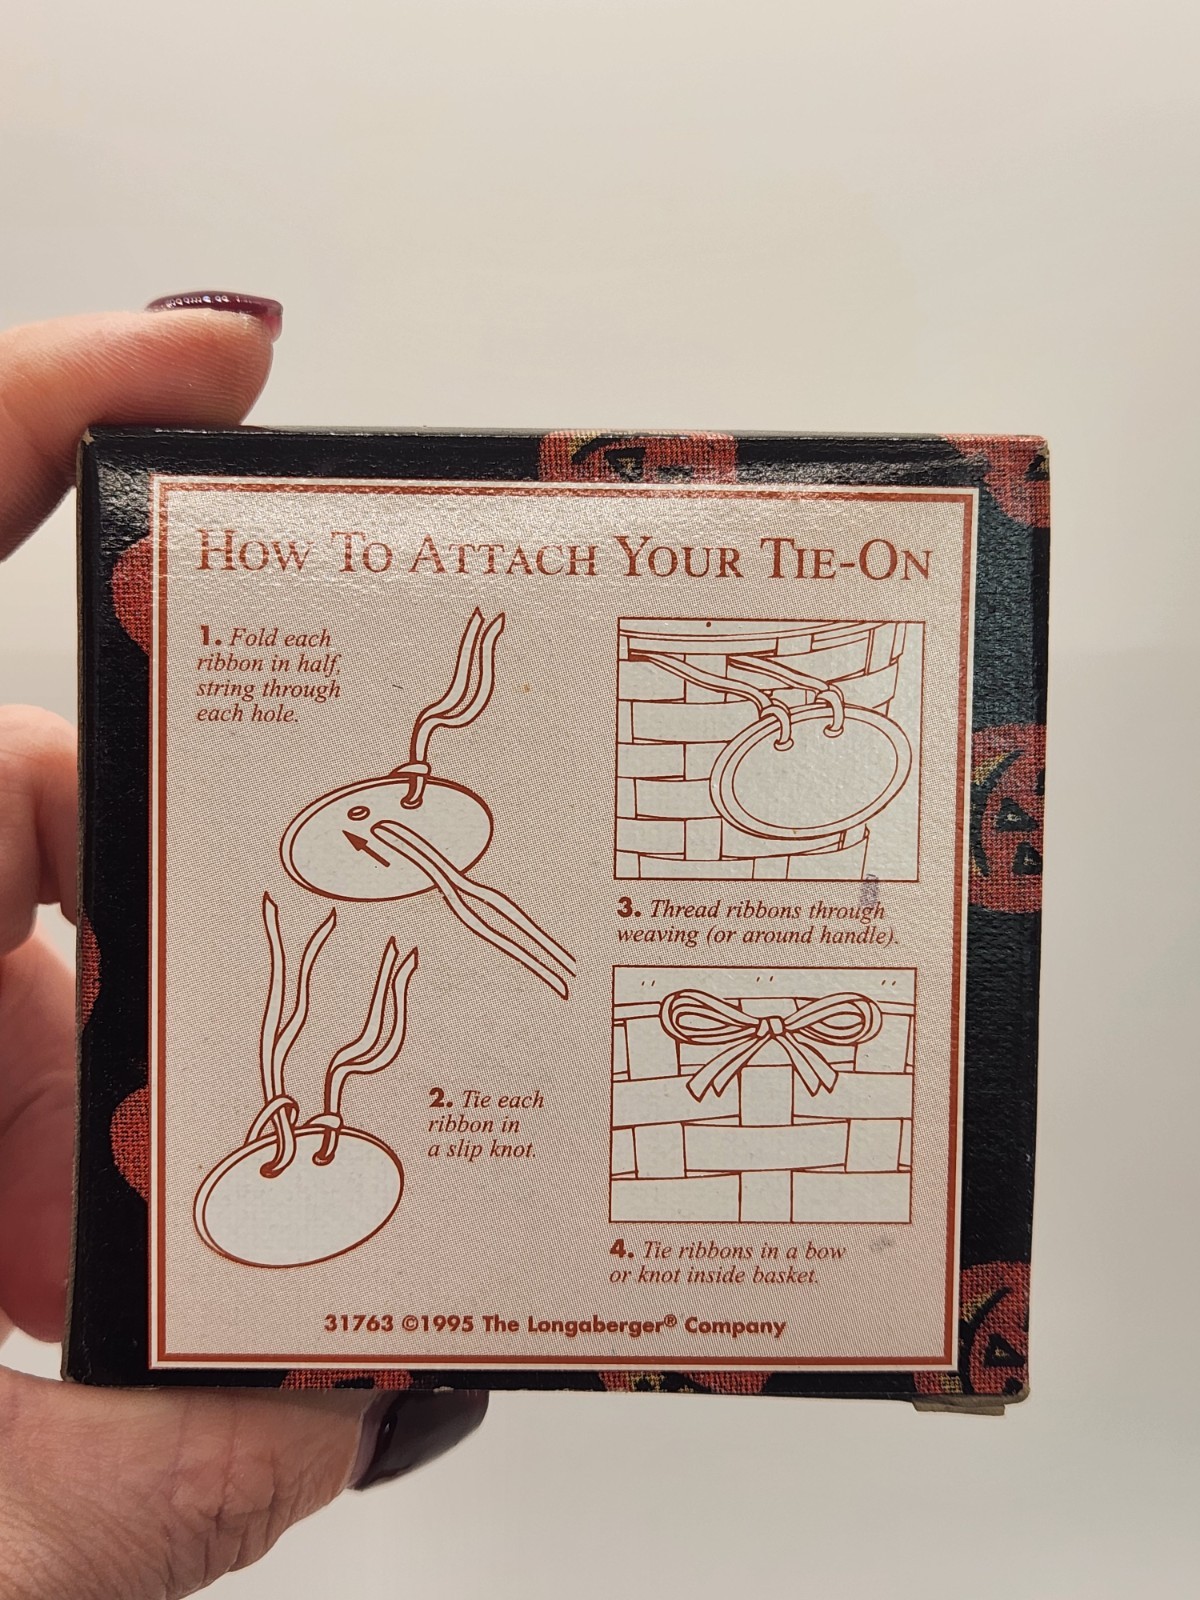 How To Attach Your Tie-On
1. Fold each
ribbon in half,
string through
each hole.
2. Tie each
ribbon in
a slip knot.
3. Thread ribbons through
weaving (or around handle).
4. Tie ribbons in a bow
or knot inside basket.
31763 ©1995 The Longaberger® Company